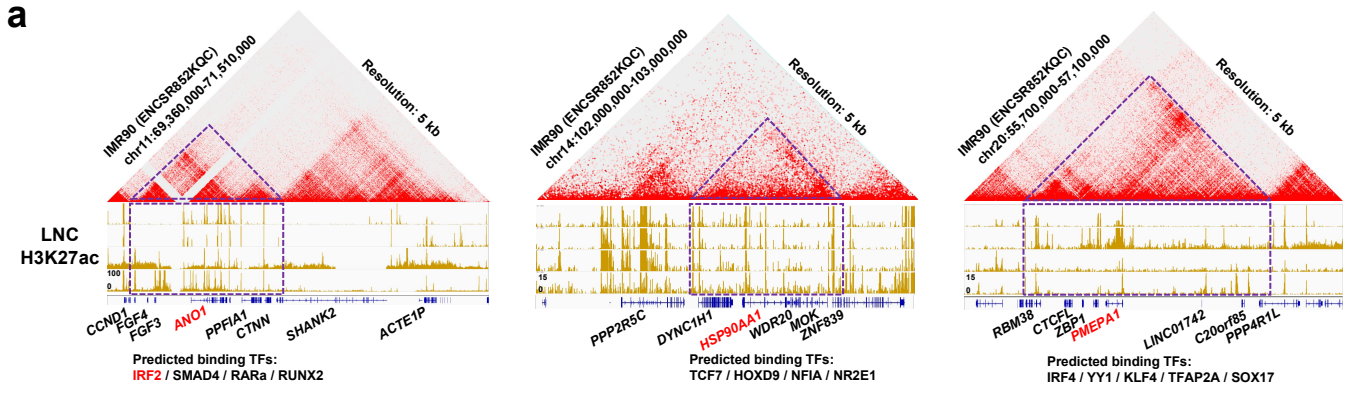 a
IMR90 (ENCSR852KQC)
chr11:69,360,000-71,510,000
Resolution: 5 kb
IMR90 (ENCSR852KQC)
chr14:102,000,000-103,000,000
Resolution: 5 kb
IMR90 (ENCSR852KQC)
chr20:55,700,000-57,100,000
Resolution: 5 kb
LNC
H3K27ac
100
0
15
0
15
0
CCND1
FGF4
FGF3
ANO1
PPFIA1
CTNN
SHANK2
ACTE1P
PPP2R5C
DYNC1H1
HSP90AA1
WDR20
MOK
ZNF839
RBM38
CTCFL
ZBP1
PMEPA1
LINC01742
C20orf85
PPP4R1L
Predicted binding TFs:
IRF2 / SMAD4 / RARa / RUNX2
Predicted binding TFs:
TCF7 / HOXD9 / NFIA / NR2E1
Predicted binding TFs:
IRF4 / YY1 / KLF4 / TFAP2A / SOX17